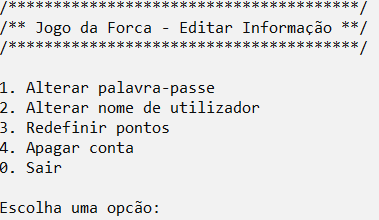 /***************************************/
/** Jogo da Forca - Editar Informação **/
/***************************************/
1. Alterar palavra-passe
2. Alterar nome de utilizador
3. Redefinir pontos
4. Apagar conta
0. Sair
Escolha uma opcão: